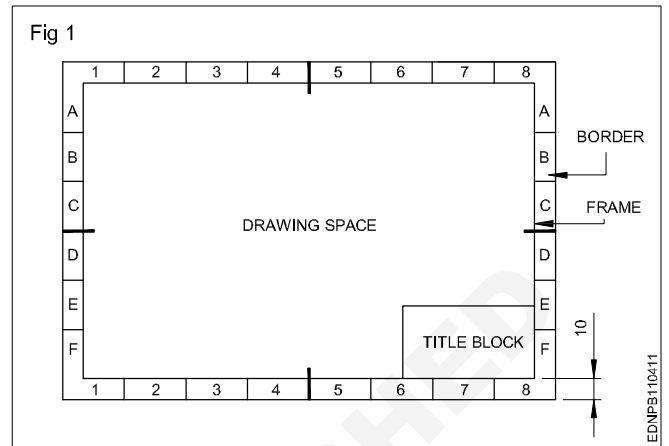 Fig 1
1 2 3 4 5 6 7 8
A A
B B
BORDER
C C
FRAME
DRAWING SPACE
D D
E E
10
TITLE BLOCK
F F
1 2 3 4 5 6 7 8
EDNPB110411